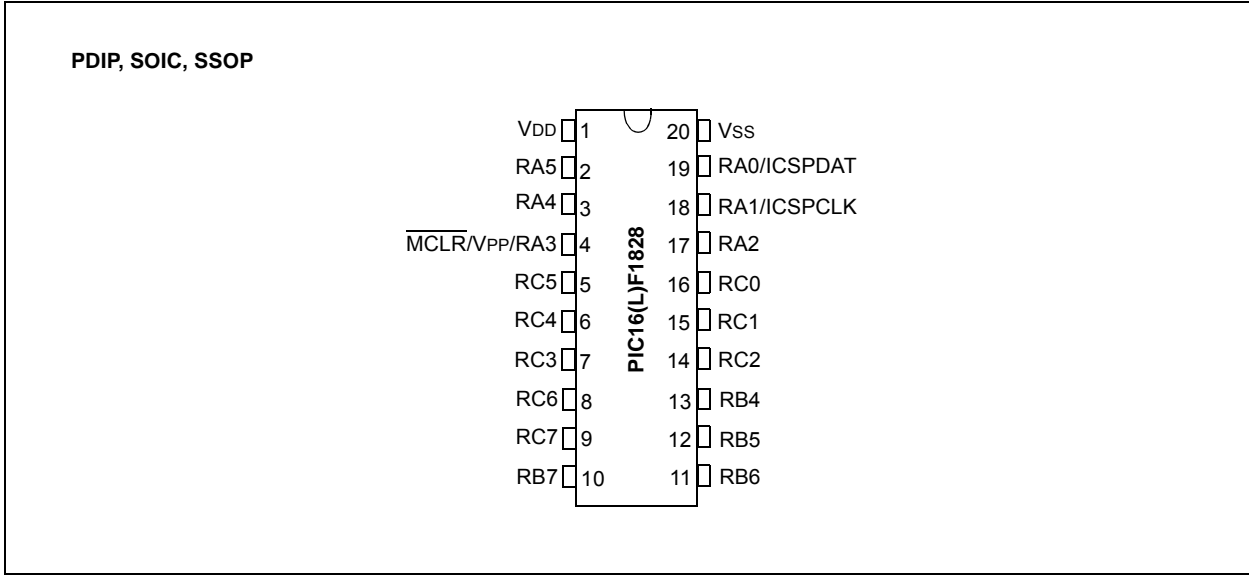 PDIP, SOIC, SSOP
VDD 1 20 VSS
RA5 2 19 RA0/ICSPDAT
RA4 3 18 RA1/ICSPCLK
MCLR/VPP/RA3 4 17 RA2
RC5 5 16 RC0
RC4 6 15 RC1
RC3 7 14 RC2
RC6 8 13 RB4
RC7 9 12 RB5
RB7 10 11 RB6
PIC16(L)F1828